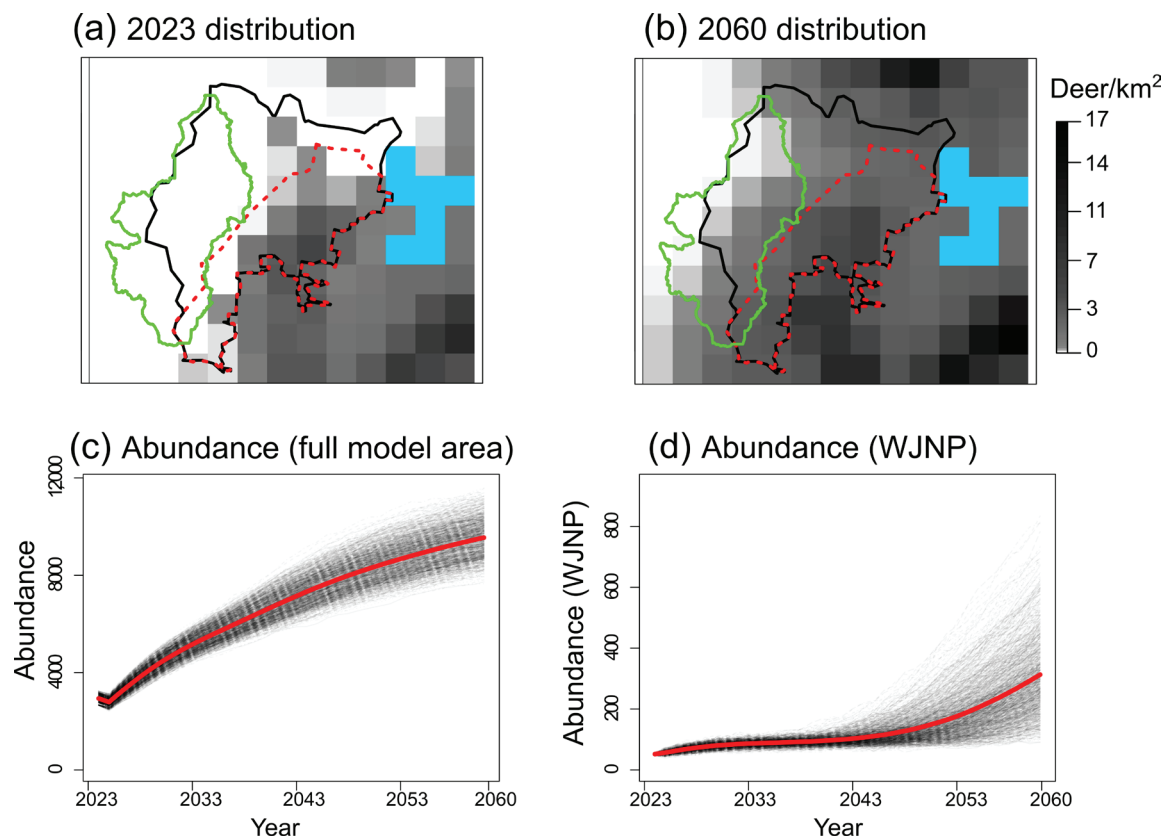 (a) 2023 distribution
(b) 2060 distribution
Deer/km²
17
14
11
7
3
0
(c) Abundance (full model area)
Abundance
12000
8000
4000
0
2023
2033
2043
2053
2060
Year
(d) Abundance (WJNP)
Abundance (WJNP)
800
600
400
200
0
2023
2033
2043
2053
2060
Year